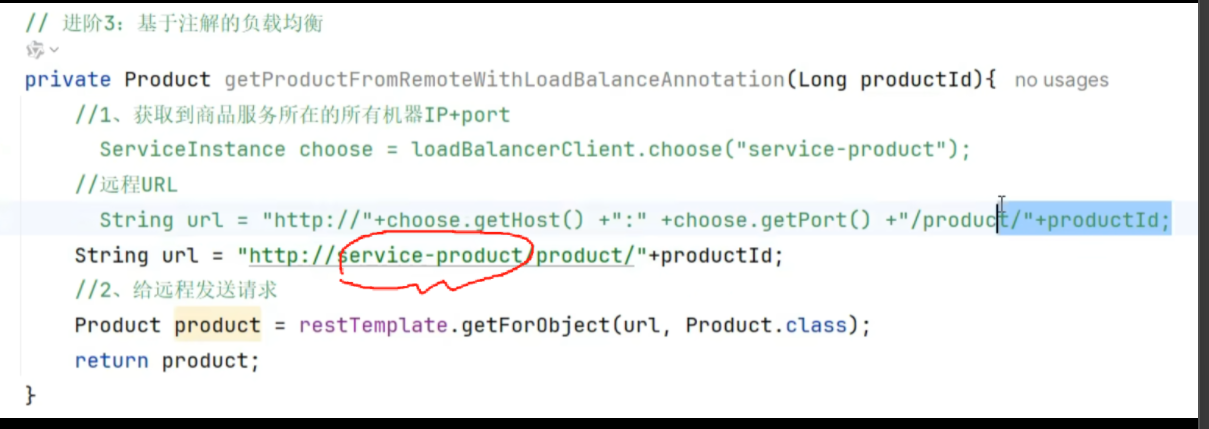 // 进阶3：基于注解的负载均衡
private Product getProductFromRemoteWithLoadBalanceAnnotation(Long productId){ no usages
//1、获取到商品服务所在的所有机器IP+port
ServiceInstance choose = loadBalancerClient.choose("service-product");
//远程URL
String url = "http://"+choose.getHost() +":" +choose.getPort() +"/product/"+productId;
String url = "http://service-product/product/"+productId;
//2、给远程发送请求
Product product = restTemplate.getForObject(url, Product.class);
return product;
}